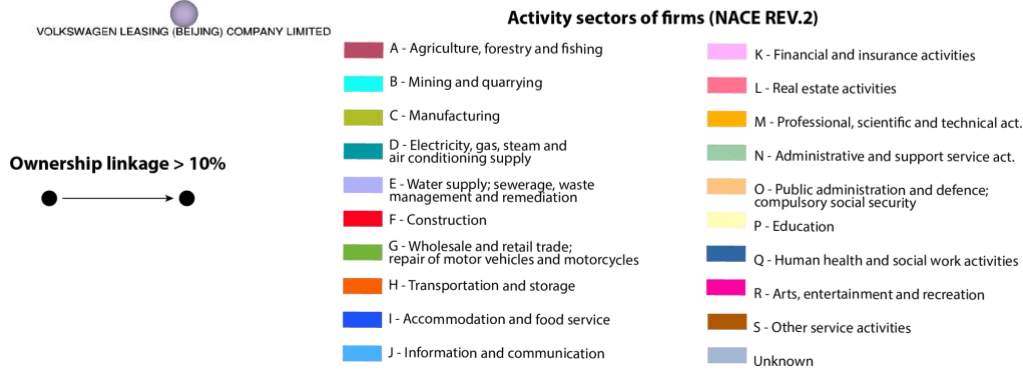 VOLKSWAGEN LEASING (BEIJING) COMPANY LIMITED
Ownership linkage > 10%
Activity sectors of firms (NACE REV.2)
A - Agriculture, forestry and fishing
B - Mining and quarrying
C - Manufacturing
D - Electricity, gas, steam and
air conditioning supply
E - Water supply; sewerage, waste
management and remediation
F - Construction
G - Wholesale and retail trade;
repair of motor vehicles and motorcycles
H - Transportation and storage
I - Accommodation and food service
J - Information and communication
K - Financial and insurance activities
L - Real estate activities
M - Professional, scientific and technical act.
N - Administrative and support service act.
O - Public administration and defence;
compulsory social security
P - Education
Q - Human health and social work activities
R - Arts, entertainment and recreation
S - Other service activities
Unknown